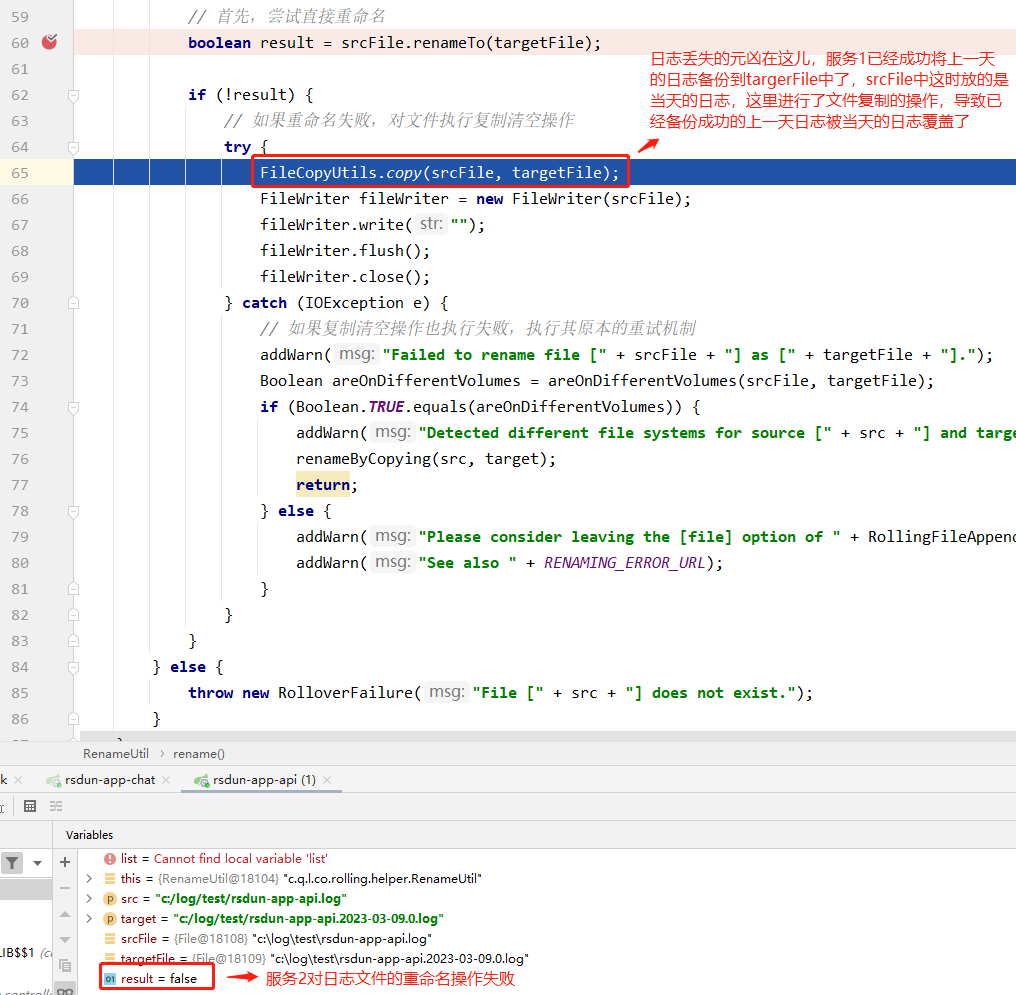 59 // 首先，尝试直接重命名
60 boolean result = srcFile.renameTo(targetFile);
61
62 if (!result) {
63 // 如果重命名失败，对文件执行复制清空操作
64 try {
65 FileCopyUtils.copy(srcFile, targetFile);
66 FileWriter fileWriter = new FileWriter(srcFile);
67 fileWriter.write( str: "");
68 fileWriter.flush();
69 fileWriter.close();
70 } catch (IOException e) {
71 // 如果复制清空操作也执行失败，执行其原本的重试机制
72 addWarn( msg: "Failed to rename file [" + srcFile + "] as [" + targetFile + "].");
73 Boolean areOnDifferentVolumes = areOnDifferentVolumes(srcFile, targetFile);
74 if (Boolean.TRUE.equals(areOnDifferentVolumes)) {
75 addWarn( msg: "Detected different file systems for source [" + src + "] and targe
76 renameByCopying(src, target);
77 return;
78 } else {
79 addWarn( msg: "Please consider leaving the [file] option of " + RollingFileAppend
80 addWarn( msg: "See also " + RENAMING_ERROR_URL);
81 }
82 }
83 }
84 } else {
85 throw new RolloverFailure( msg: "File [" + src + "] does not exist.");
86 }
日志丢失的元凶在这儿，服务1已经成功将上一天
的日志备份到targerFile中了，srcFile中这时放的是
当天的日志，这里进行了文件复制的操作，导致已
经备份成功的上一天日志被当天的日志覆盖了
RenameUtil › rename()
k × rsdun-app-chat × rsdun-app-api (1) ×
Variables
list = Cannot find local variable 'list'
this = {RenameUtil@18104} "c.q.l.co.rolling.helper.RenameUtil"
src = "c:/log/test/rsdun-app-api.log"
target = "c:/log/test/rsdun-app-api.2023-03-09.0.log"
srcFile = {File@18108} "c:\log\test\rsdun-app-api.log"
LIB$$1 (c
targetFile = {File@18109} "c:\log\test\rsdun-app-api.2023-03-09.0.log"
01 result = false
服务2对日志文件的重命名操作失败